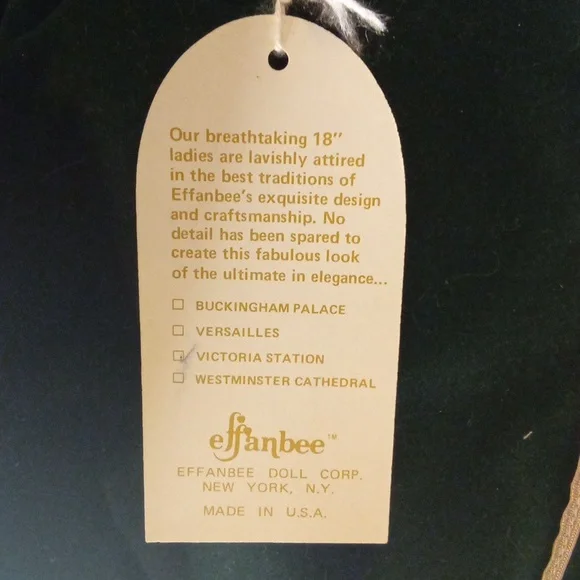 Our breathtaking 18"
ladies are lavishly attired
in the best traditions of
Effanbee's exquisite design
and craftsmanship. No
detail has been spared to
create this fabulous look
of the ultimate in elegance...
☐ BUCKINGHAM PALACE
☐ VERSAILLES
☑ VICTORIA STATION
☐ WESTMINSTER CATHEDRAL
effanbee™
EFFANBEE DOLL CORP.
NEW YORK, N.Y.
MADE IN U.S.A.